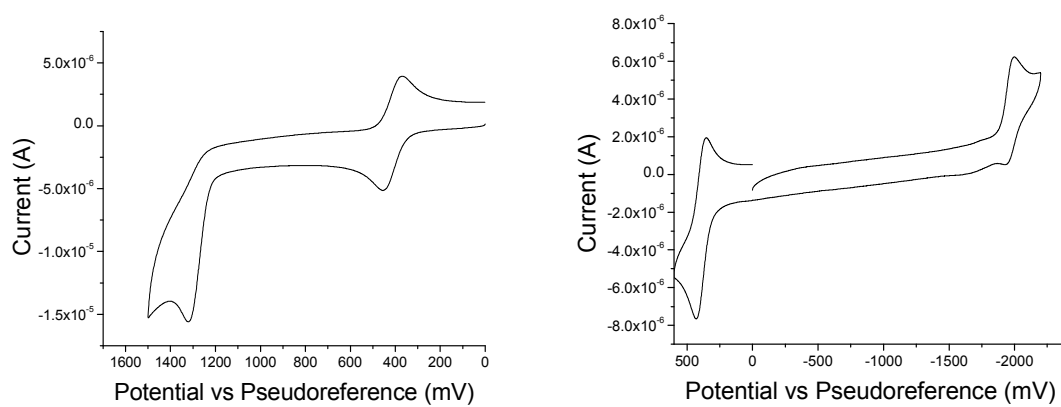 5.0x10⁻⁶
0.0
-5.0x10⁻⁶
-1.0x10⁻⁵
-1.5x10⁻⁵
Current (A)
1600 1400 1200 1000 800 600 400 200 0
Potential vs Pseudoreference (mV)
8.0x10⁻⁶
6.0x10⁻⁶
4.0x10⁻⁶
2.0x10⁻⁶
0.0
-2.0x10⁻⁶
-4.0x10⁻⁶
-6.0x10⁻⁶
-8.0x10⁻⁶
Current (A)
500 0 -500 -1000 -1500 -2000
Potential vs Pseudoreference (mV)